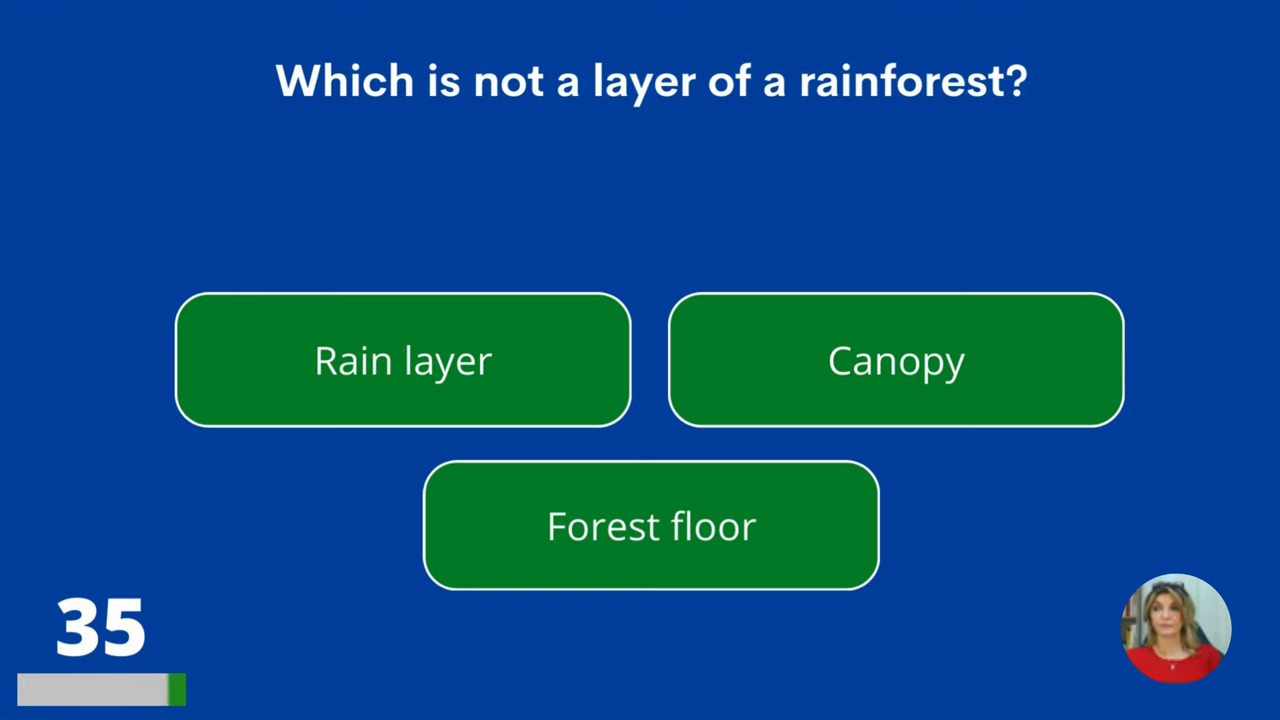 Which is not a layer of a rainforest?
Rain layer
Canopy
Forest floor
35